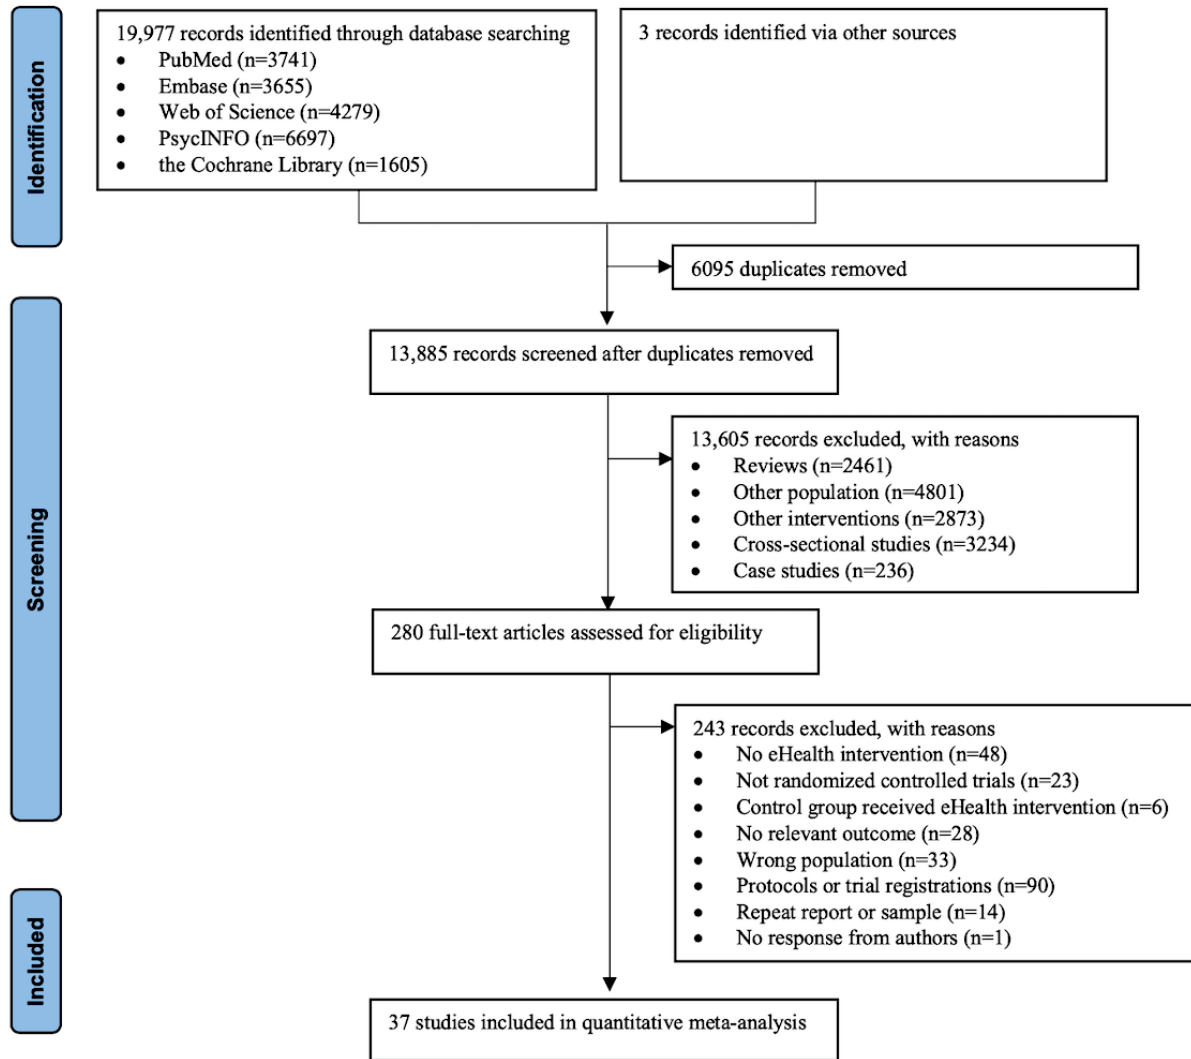 Identification
19,977 records identified through database searching
• PubMed (n=3741)
• Embase (n=3655)
• Web of Science (n=4279)
• PsycINFO (n=6697)
• the Cochrane Library (n=1605)
3 records identified via other sources
6095 duplicates removed
Screening
13,885 records screened after duplicates removed
13,605 records excluded, with reasons
• Reviews (n=2461)
• Other population (n=4801)
• Other interventions (n=2873)
• Cross-sectional studies (n=3234)
• Case studies (n=236)
280 full-text articles assessed for eligibility
243 records excluded, with reasons
• No eHealth intervention (n=48)
• Not randomized controlled trials (n=23)
• Control group received eHealth intervention (n=6)
• No relevant outcome (n=28)
• Wrong population (n=33)
• Protocols or trial registrations (n=90)
• Repeat report or sample (n=14)
• No response from authors (n=1)
Included
37 studies included in quantitative meta-analysis